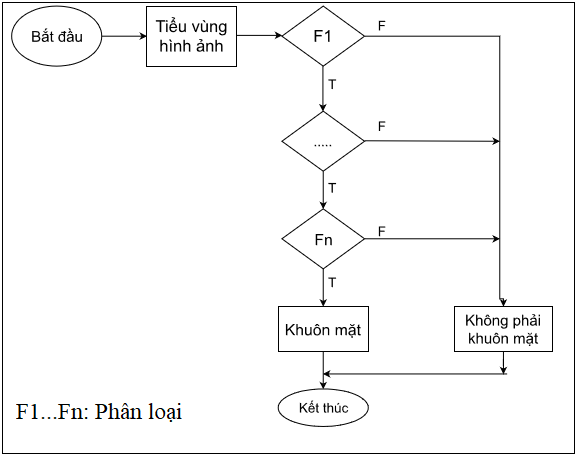 Bắt đầu
Tiểu vùng
hình ảnh
F1
F
T
.....
F
T
Fn
F
T
Khuôn mặt
Không phải
khuôn mặt
Kết thúc
F1...Fn: Phân loại